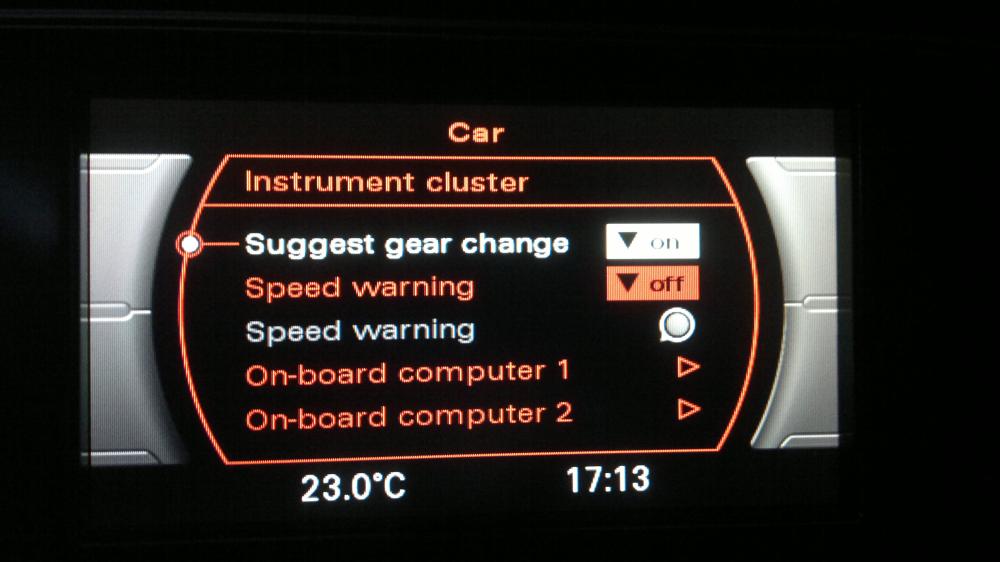 Car
Instrument cluster
Suggest gear change on
Speed warning off
Speed warning
On-board computer 1
On-board computer 2
23.0°C 17:13